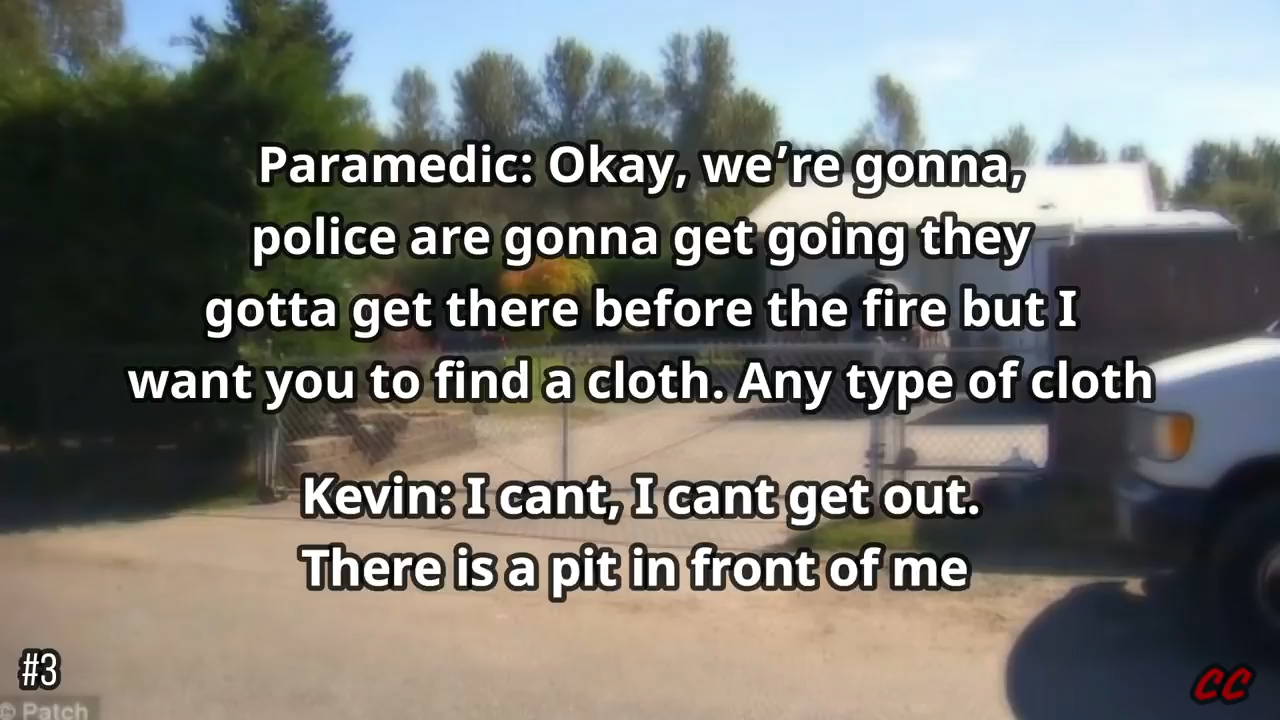 Paramedic: Okay, we’re gonna,
police are gonna get going they
gotta get there before the fire but I
want you to find a cloth. Any type of cloth
Kevin: I cant, I cant get out.
There is a pit in front of me
#3
CC
© Patch